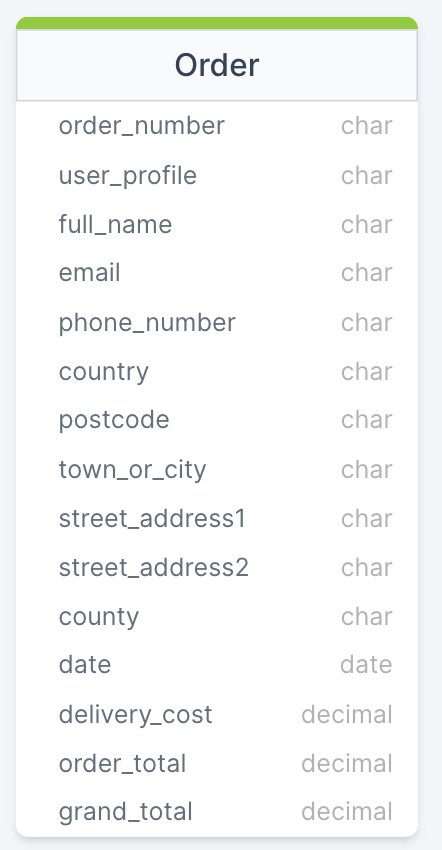 Order
order_number char
user_profile char
full_name char
email char
phone_number char
country char
postcode char
town_or_city char
street_address1 char
street_address2 char
county char
date date
delivery_cost decimal
order_total decimal
grand_total decimal